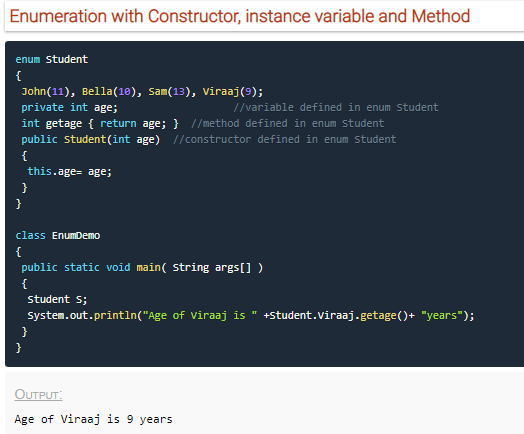 Enumeration with Constructor, instance variable and Method
enum Student
{
John(11), Bella(10), Sam(13), Viraaj(9);
private int age; //variable defined in enum Student
int getage { return age; } //method defined in enum Student
public Student(int age) //constructor defined in enum Student
{
this.age= age;
}
}
class EnumDemo
{
public static void main( String args[] )
{
Student S;
System.out.println("Age of Viraaj is " +Student.Viraaj.getage()+ "years");
}
}
Output:
Age of Viraaj is 9 years